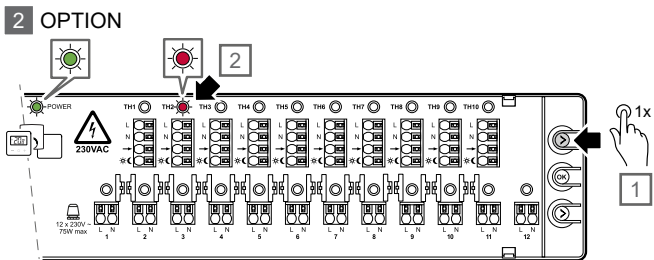 2 OPTION
2
POWER TH1 TH2 TH3 TH4 TH5 TH6 TH7 TH8 TH9 TH10
1x
L L L L L L L L L L
N N N N N N N N N N
230VAC
OK
1
12 x 230V ~
75W max
L N L N L N L N L N L N L N L N L N L N L N L N
1 2 3 4 5 6 7 8 9 10 11 12